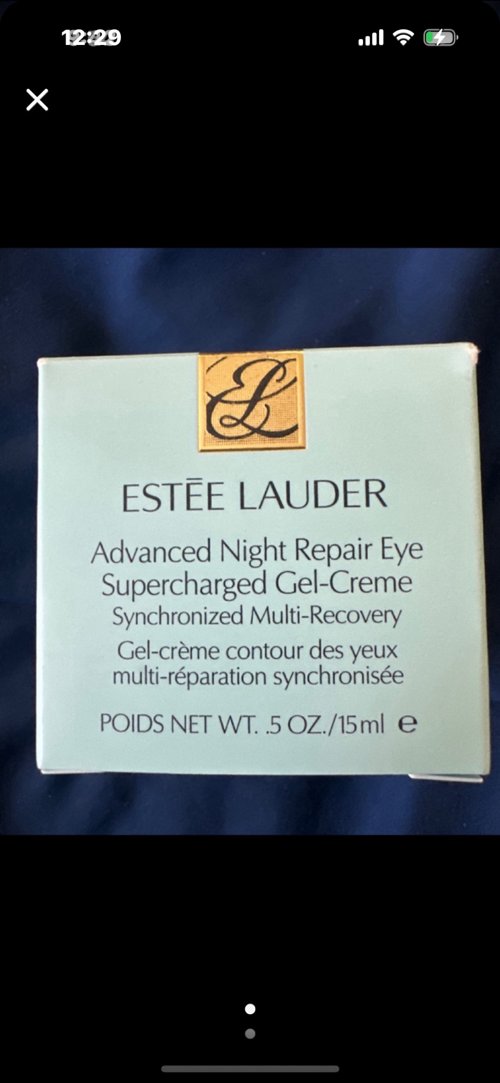 12:29
EL
ESTĒE LAUDER
Advanced Night Repair Eye
Supercharged Gel-Creme
Synchronized Multi-Recovery
Gel-crème contour des yeux
multi-réparation synchronisée
POIDS NET WT. .5 OZ./15ml e